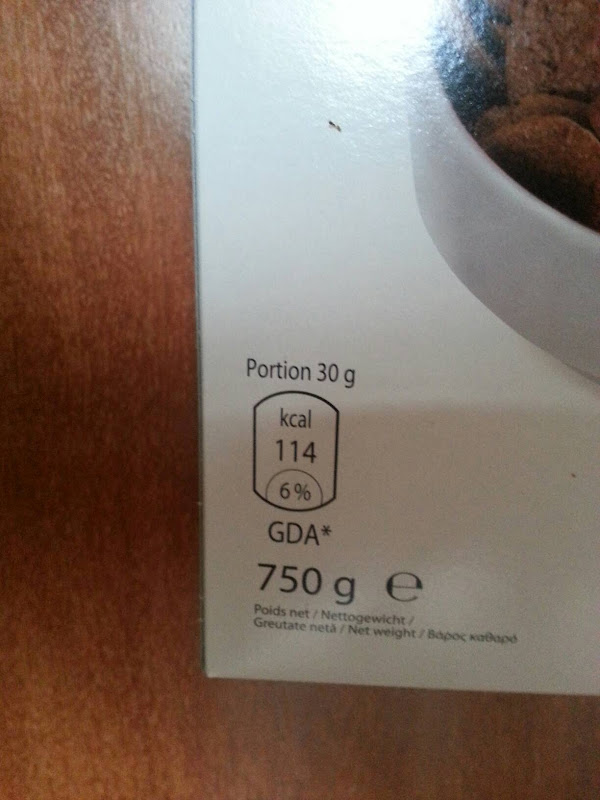 Portion 30 g
kcal
114
6%
GDA*
750 g ℮
Poids net / Nettogewicht /
Greutate netă / Net weight / Βάρος καθαρό